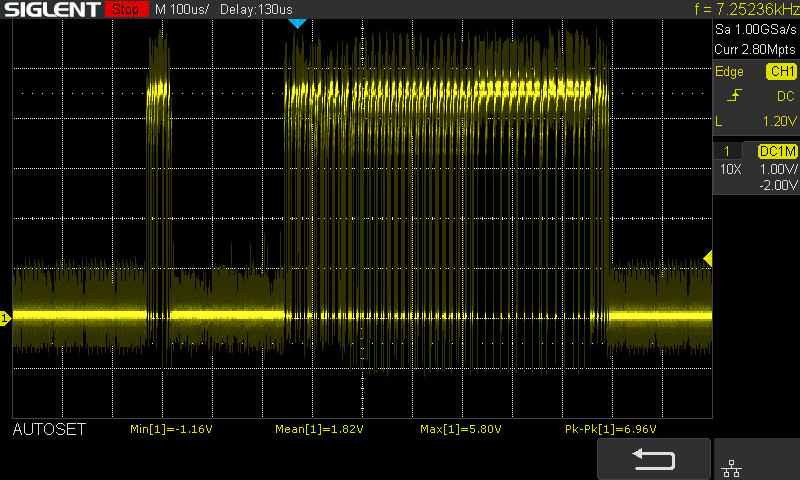 SIGLENT Stop M 100us/ Delay:130us f = 7.25236kHz
Sa 1.00GSa/s
Curr 2.80Mpts
Edge CH1
DC
L 1.20V
1 DC1M
10X 1.00V/
-2.00V
1
AUTOSET Min[1]=-1.16V Mean[1]=1.82V Max[1]=5.80V Pk-Pk[1]=6.96V